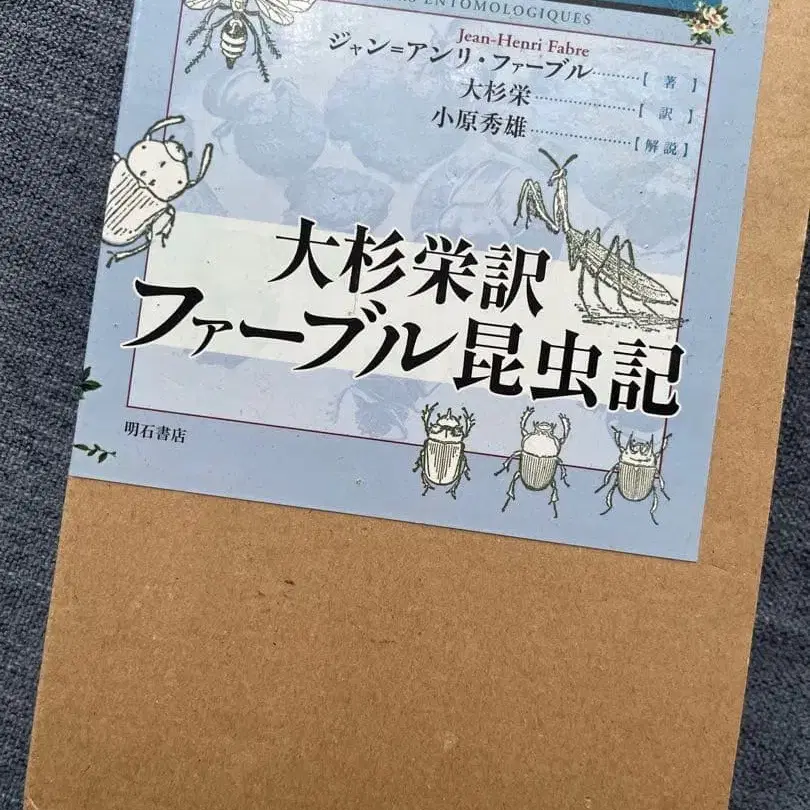 ENTOMOLOGIQUES
Jean-Henri Fabre
ジャン=アンリ・ファーブル………【著】
大杉栄………………【訳】
小原秀雄………………【解説】
大杉栄訳
ファーブル昆虫記
明石書店